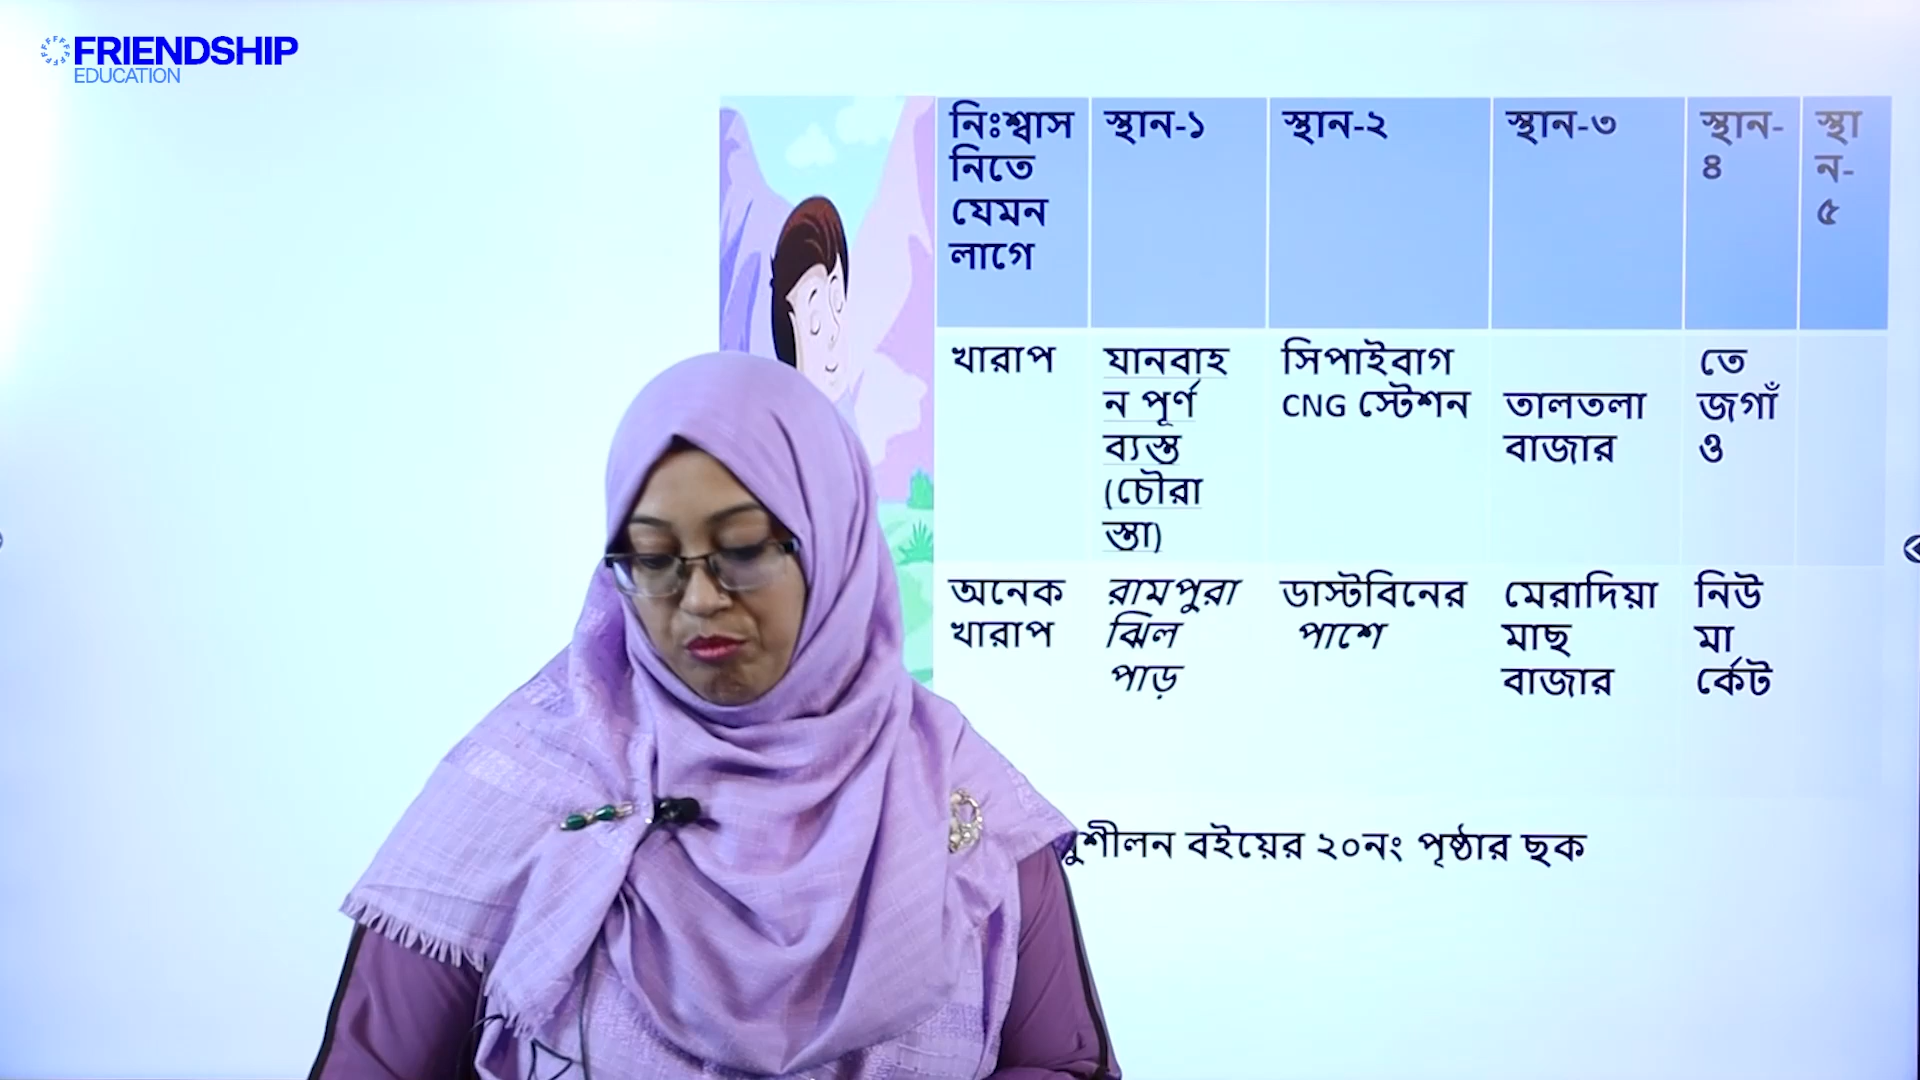 FRIENDSHIP
EDUCATION
নিঃশ্বাস
নিতে
যেমন
লাগে
স্থান-১
স্থান-২
স্থান-৩
স্থান-
৪
স্থা
ন-
৫
খারাপ
যানবাহ
ন পূর্ণ
ব্যস্ত
(চৌরা
স্তা)
সিপাইবাগ
CNG স্টেশন
তালতলা
বাজার
তে
জগাঁ
ও
অনেক
খারাপ
রামপুরা
ঝিল
পাড়
ডাস্টবিনের
পাশে
মেরাদিয়া
মাছ
বাজার
নিউ
মা
র্কেট
বইয়ের ২০নং পৃষ্ঠার ছক